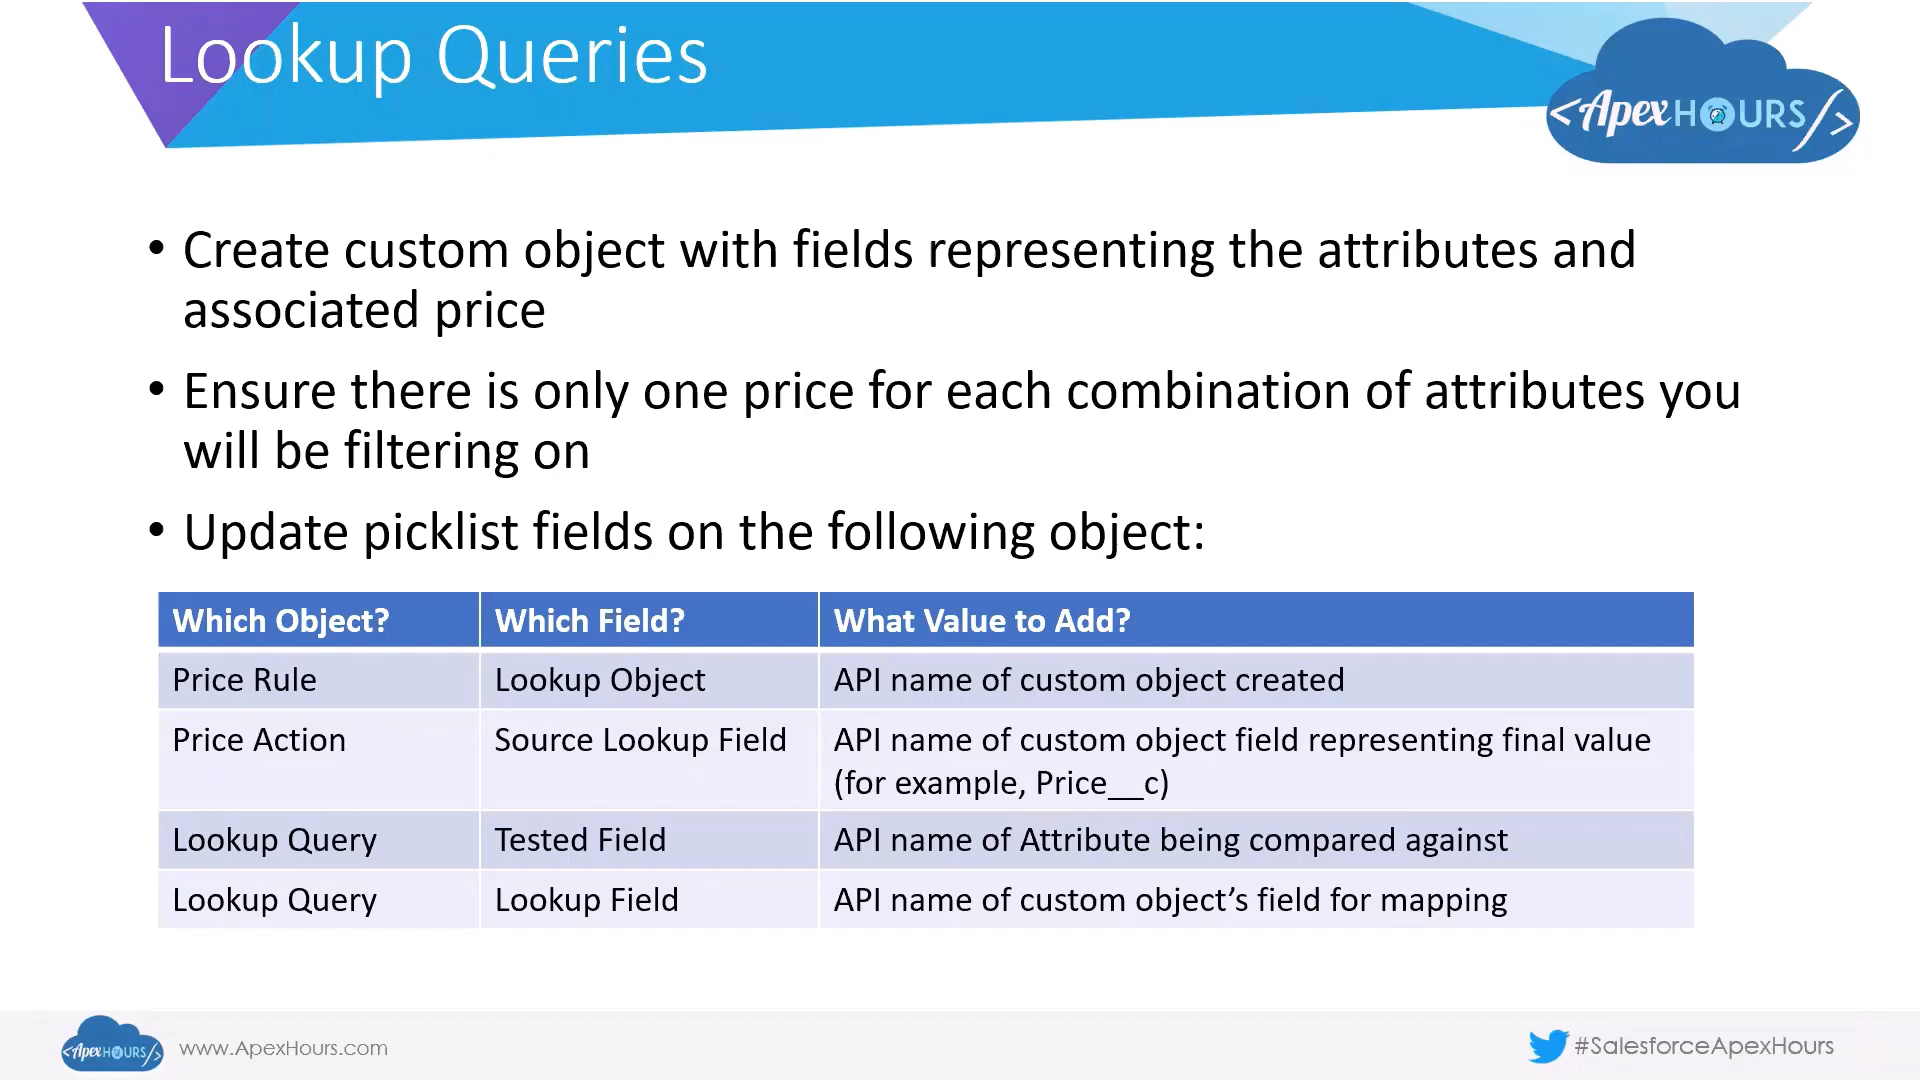 Lookup Queries
<ApexHOURS/>
• Create custom object with fields representing the attributes and
associated price
• Ensure there is only one price for each combination of attributes you
will be filtering on
• Update picklist fields on the following object:
Which Object? Which Field? What Value to Add?
Price Rule Lookup Object API name of custom object created
Price Action Source Lookup Field API name of custom object field representing final value
(for example, Price__c)
Lookup Query Tested Field API name of Attribute being compared against
Lookup Query Lookup Field API name of custom object’s field for mapping
<ApexHOURS/> www.ApexHours.com #SalesforceApexHours